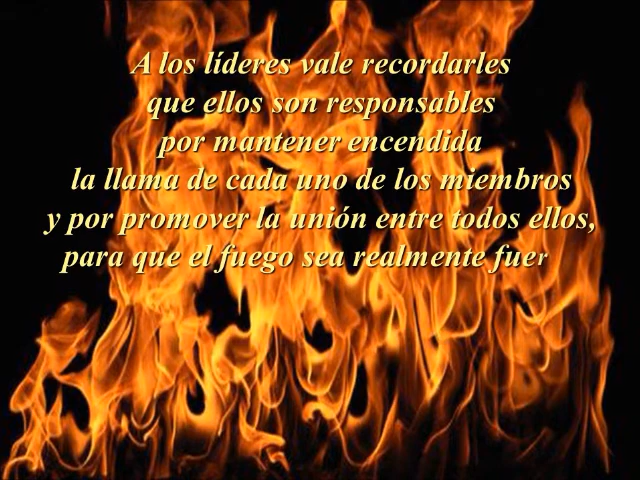 A los líderes vale recordarles
que ellos son responsables
por mantener encendida
la llama de cada uno de los miembros
y por promover la unión entre todos ellos,
para que el fuego sea realmente fuer